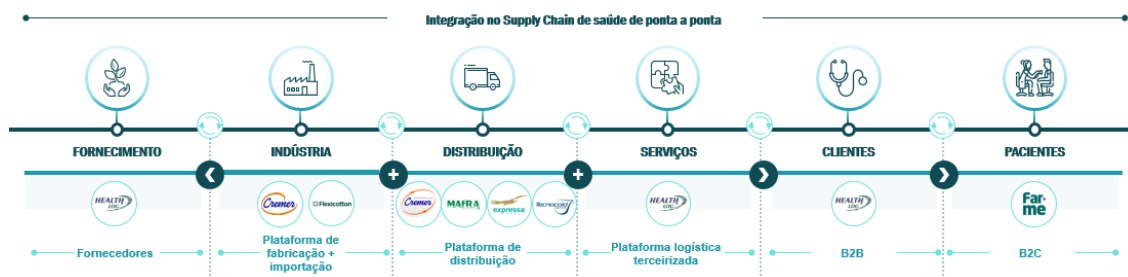 Integração no Supply Chain de saúde de ponta a ponta
FORNECIMENTO
INDÚSTRIA
DISTRIBUIÇÃO
SERVIÇOS
CLIENTES
PACIENTES
HEALTH
LOG
Cremer
Flexicotton
Cremer
MAFRA
expressa
Tecnocold
HEALTH
LOG
HEALTH
LOG
Far.
me
Fornecedores
Plataforma de
fabricação +
importação
Plataforma de
distribuição
Plataforma logística
terceirizada
B2B
B2C